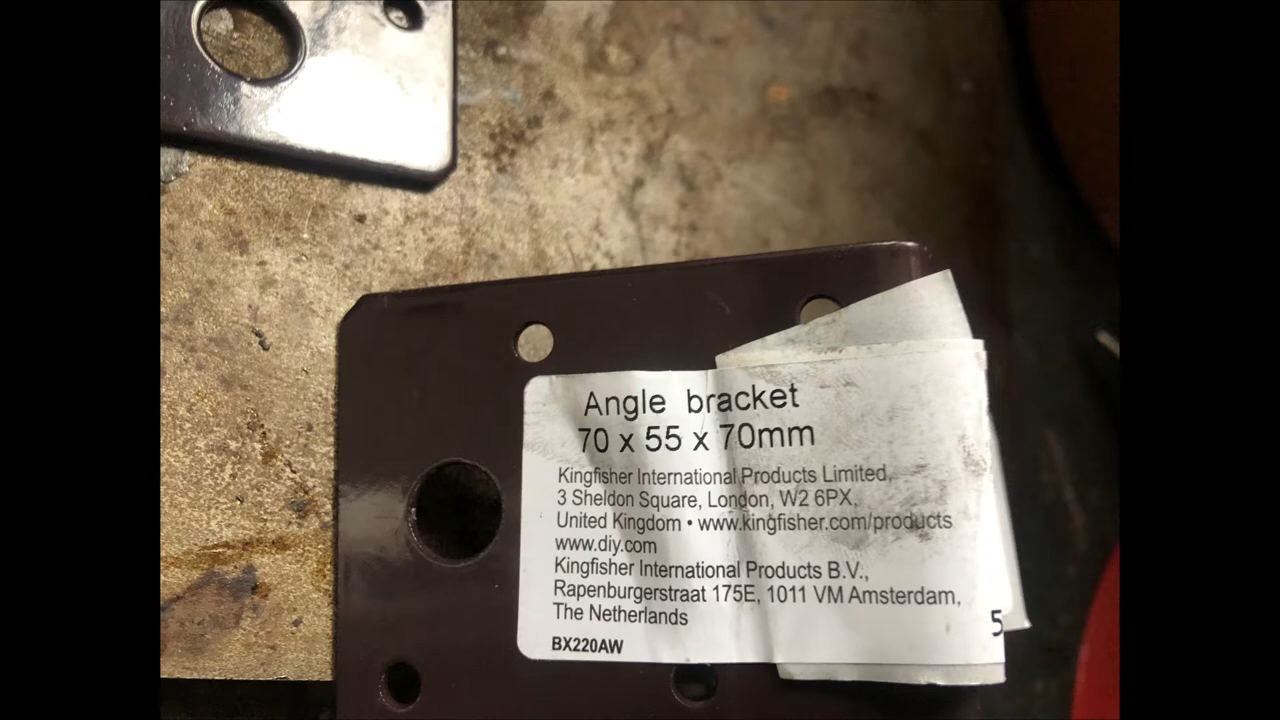 Angle bracket
70 x 55 x 70mm
Kingfisher International Products Limited,
3 Sheldon Square, London, W2 6PX,
United Kingdom • www.kingfisher.com/products
www.diy.com
Kingfisher International Products B.V.,
Rapenburgerstraat 175E, 1011 VM Amsterdam,
The Netherlands
5
BX220AW